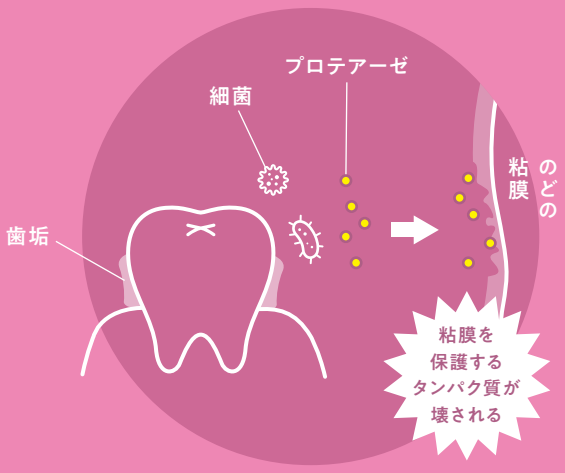 プロテアーゼ
細菌
のどの
粘膜
歯垢
粘膜を
保護する
タンパク質が
壊される